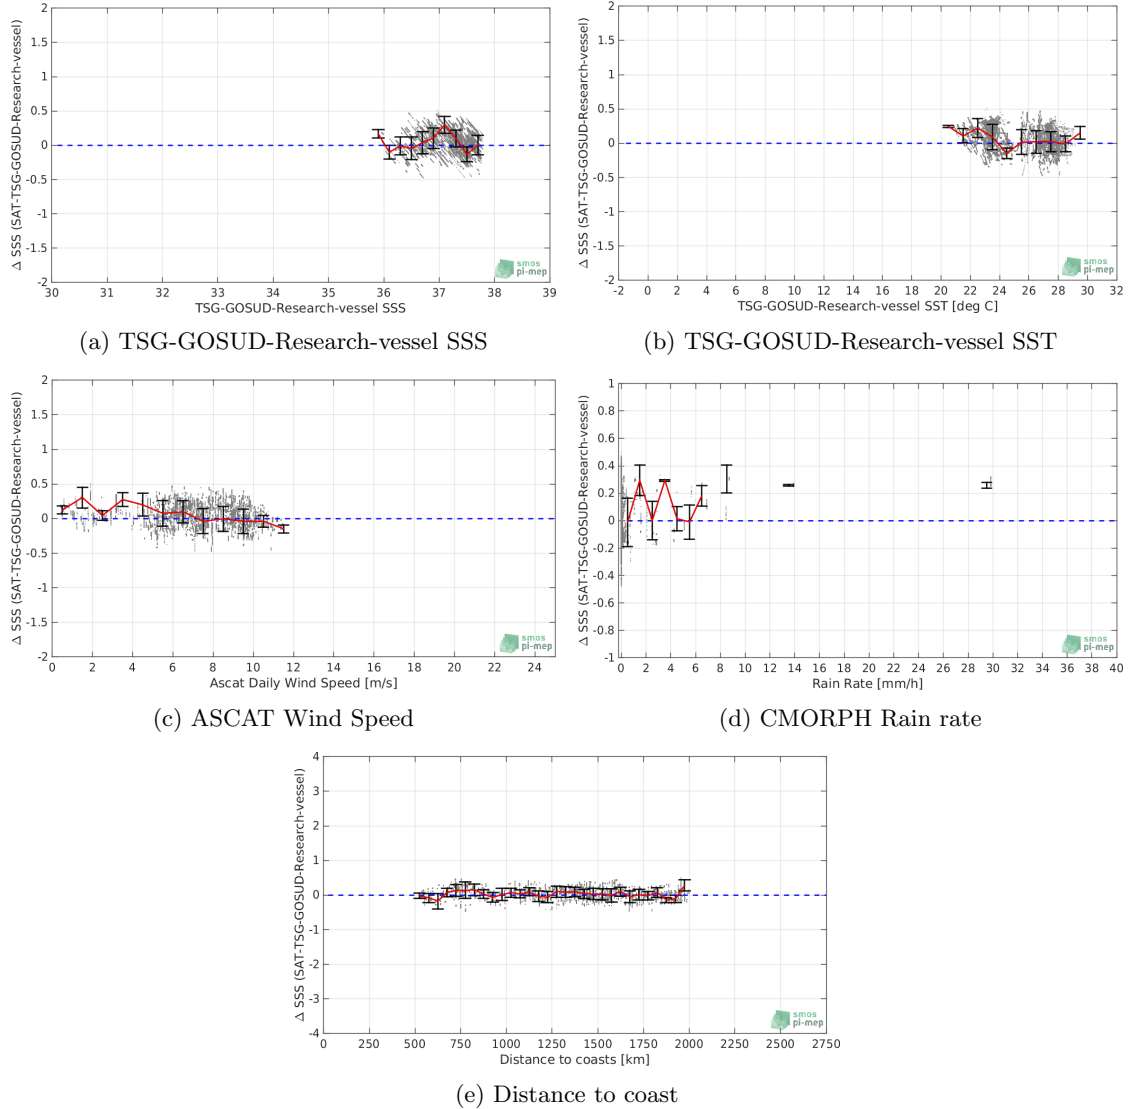 2
1.5
1
0.5
0
-0.5
-1
-1.5
-2
Δ SSS (SAT-TSG-GOSUD-Research-vessel)
30 31 32 33 34 35 36 37 38 39
TSG-GOSUD-Research-vessel SSS
smos
pi-mep
(a) TSG-GOSUD-Research-vessel SSS
2
1.5
1
0.5
0
-0.5
-1
-1.5
-2
Δ SSS (SAT-TSG-GOSUD-Research-vessel)
-2 0 2 4 6 8 10 12 14 16 18 20 22 24 26 28 30 32
TSG-GOSUD-Research-vessel SST [deg C]
smos
pi-mep
(b) TSG-GOSUD-Research-vessel SST
2
1.5
1
0.5
0
-0.5
-1
-1.5
-2
Δ SSS (SAT-TSG-GOSUD-Research-vessel)
0 2 4 6 8 10 12 14 16 18 20 22 24
Ascat Daily Wind Speed [m/s]
smos
pi-mep
(c) ASCAT Wind Speed
1
0.8
0.6
0.4
0.2
0
-0.2
-0.4
-0.6
-0.8
-1
Δ SSS (SAT-TSG-GOSUD-Research-vessel)
0 2 4 6 8 10 12 14 16 18 20 22 24 26 28 30 32 34 36 38 40
Rain Rate [mm/h]
smos
pi-mep
(d) CMORPH Rain rate
4
3
2
1
0
-1
-2
-3
-4
Δ SSS (SAT-TSG-GOSUD-Research-vessel)
0 250 500 750 1000 1250 1500 1750 2000 2250 2500 2750
Distance to coasts [km]
smos
pi-mep
(e) Distance to coast